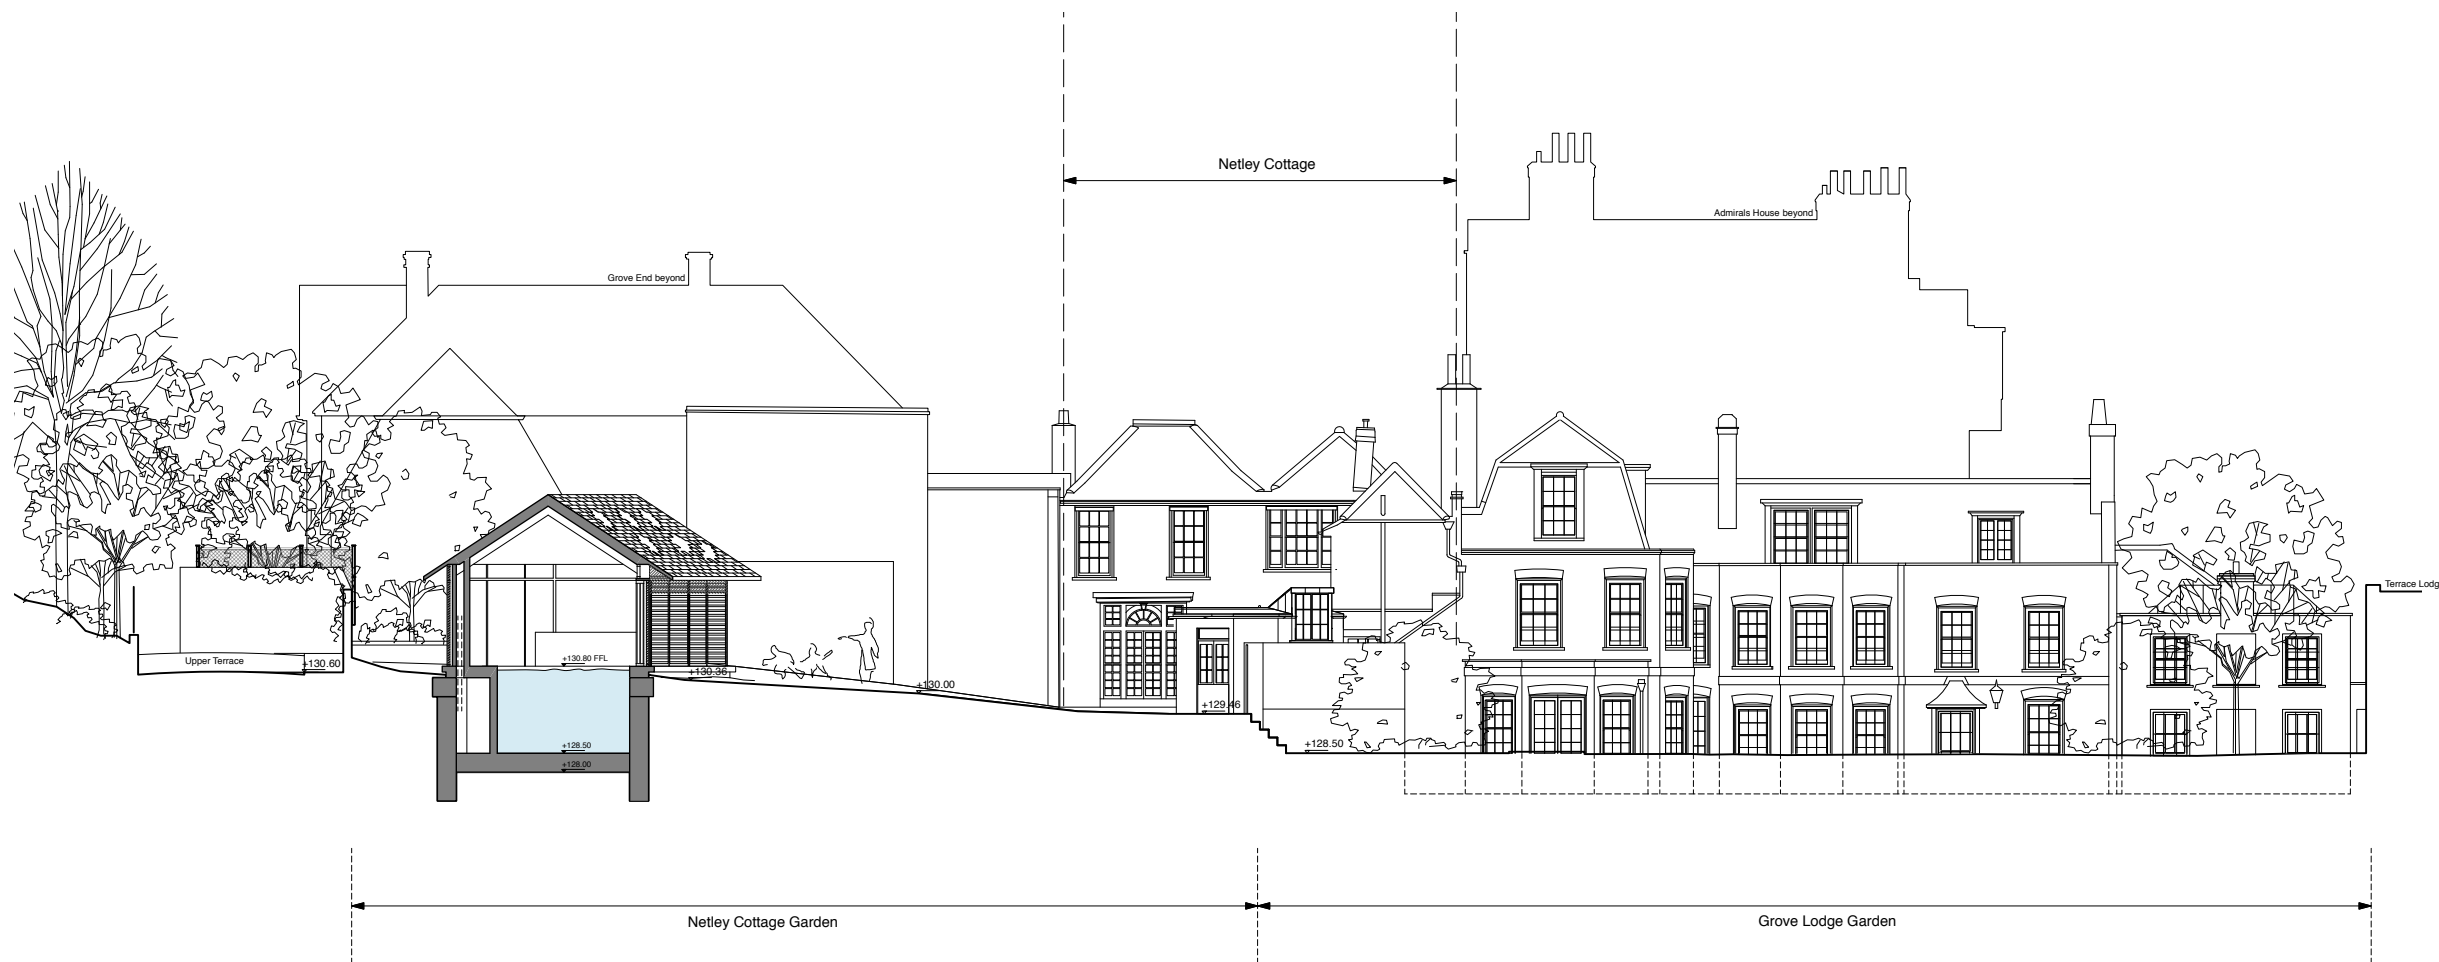 Netley Cottage
Admirals House beyond
Grove End beyond
Terrace Lodg
+130.80 FFL
Upper Terrace
+130.60
+130.36
+130.00
+129.46
+128.50
+128.50
+128.00
Netley Cottage Garden
Grove Lodge Garden